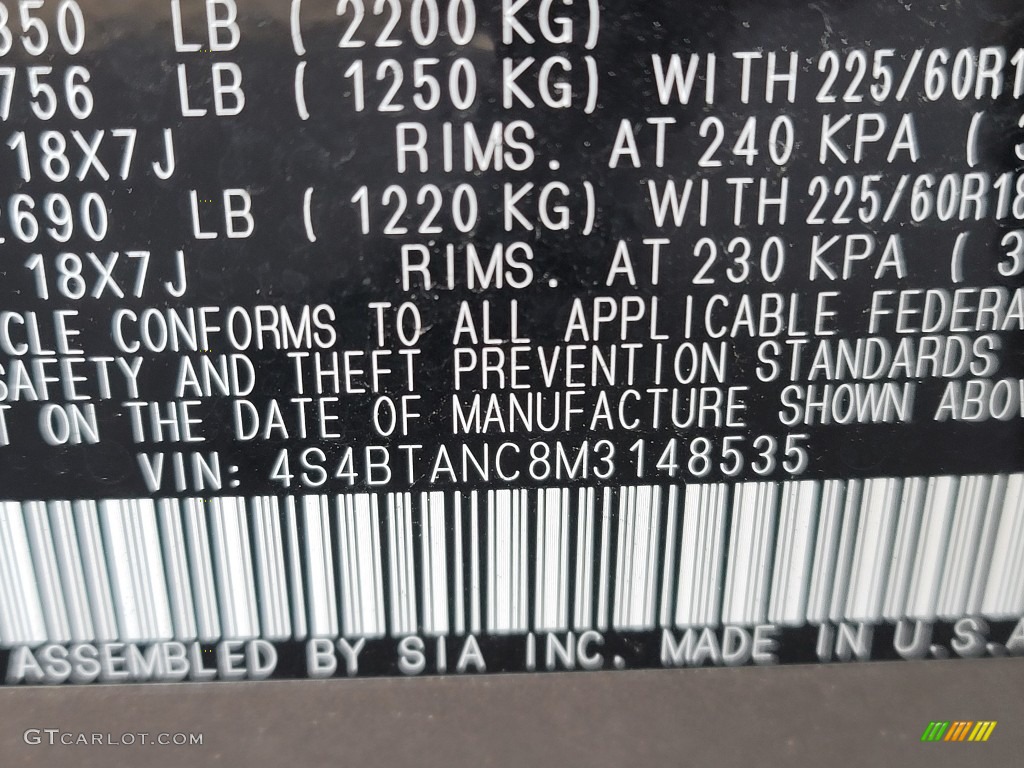 850 LB ( 2200 KG)
756 LB ( 1250 KG) WITH 225/60R1
18X7J RIMS. AT 240 KPA ( 3
2690 LB ( 1220 KG) WITH 225/60R18
18X7J RIMS. AT 230 KPA ( 3
CLE CONFORMS TO ALL APPLICABLE FEDERA
SAFETY AND THEFT PREVENTION STANDARDS
T ON THE DATE OF MANUFACTURE SHOWN ABOV
VIN: 4S4BTANC8M3148535
ASSEMBLED BY SIA INC. MADE IN U.S.A
GTCARLOT.COM